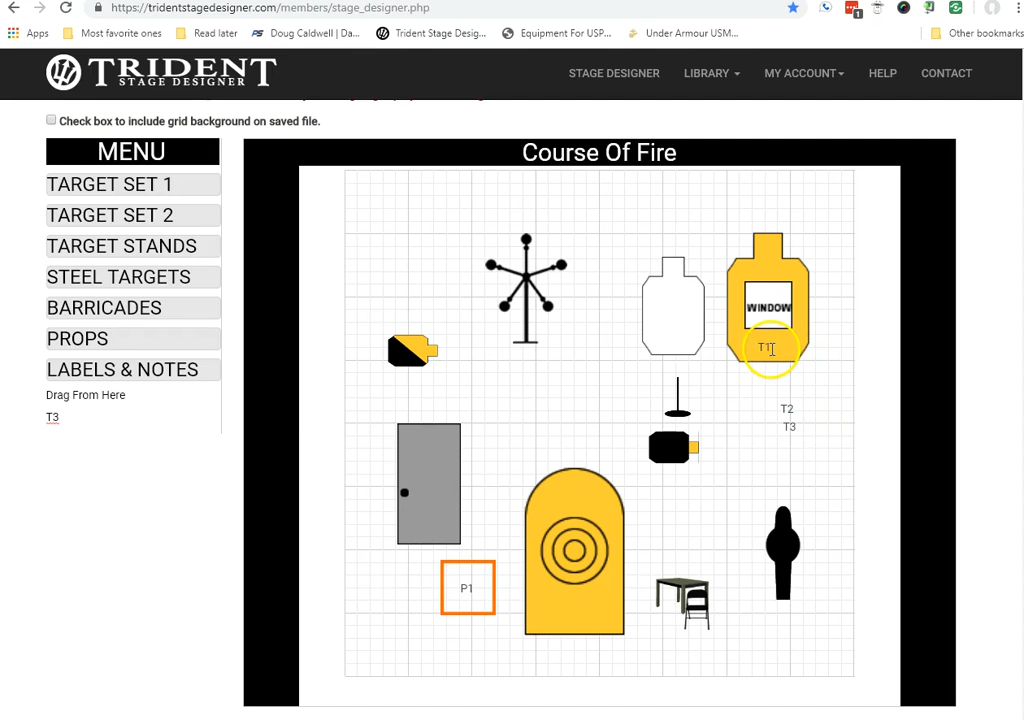 https://tridentstagedesigner.com/members/stage_designer.php
1
Apps Most favorite ones Read later Doug Caldwell | Da... Trident Stage Desig... Equipment For USP... Under Armour USM... Other bookmarks
TRIDENT
STAGE DESIGNER
STAGE DESIGNER LIBRARY MY ACCOUNT HELP CONTACT
Check box to include grid background on saved file.
MENU
TARGET SET 1
TARGET SET 2
TARGET STANDS
STEEL TARGETS
BARRICADES
PROPS
LABELS & NOTES
Drag From Here
T3
Course Of Fire
WINDOW
T1
T2
T3
P1